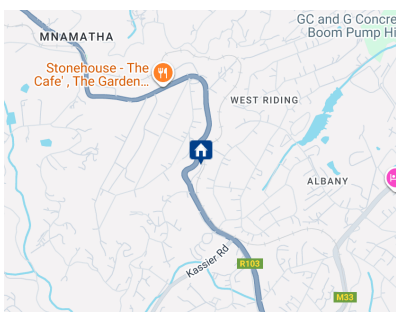 GC and G Concre
Boom Pump Hi
MNAMATHA
Stonehouse - The
Cafe' , The Garden...
WEST RIDING
ALBANY
Kassier Rd
R103
M33